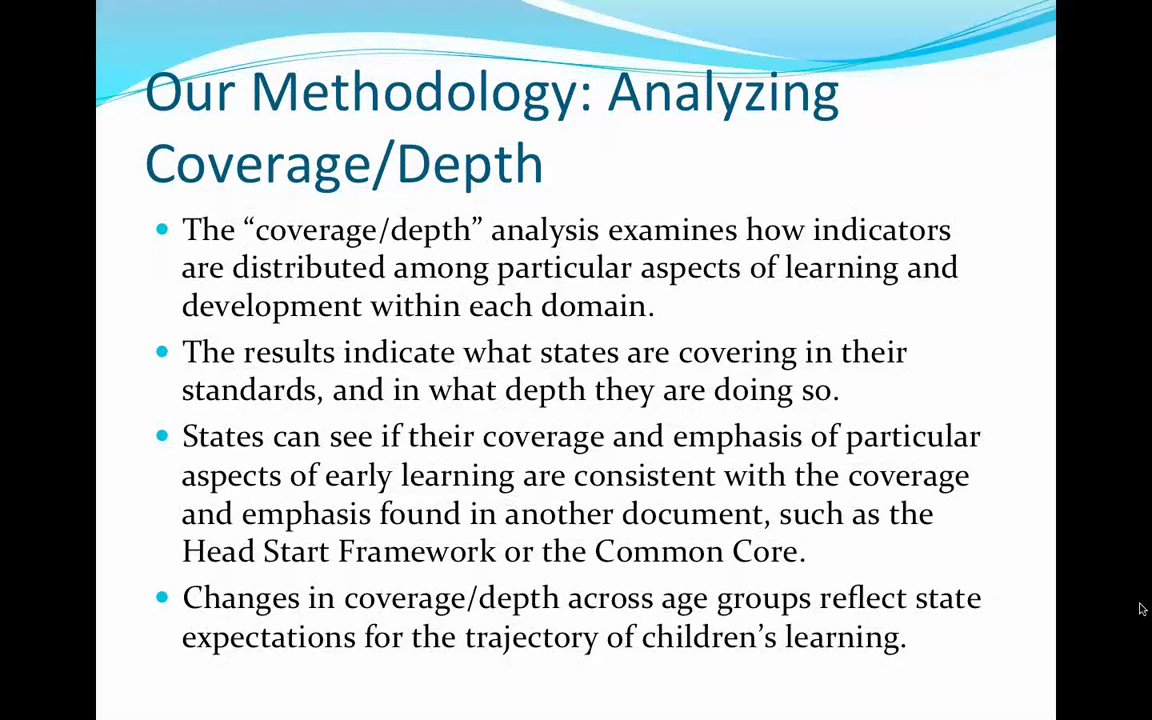 Our Methodology: Analyzing
Coverage/Depth
• The “coverage/depth” analysis examines how indicators
are distributed among particular aspects of learning and
development within each domain.
• The results indicate what states are covering in their
standards, and in what depth they are doing so.
• States can see if their coverage and emphasis of particular
aspects of early learning are consistent with the coverage
and emphasis found in another document, such as the
Head Start Framework or the Common Core.
• Changes in coverage/depth across age groups reflect state
expectations for the trajectory of children’s learning.